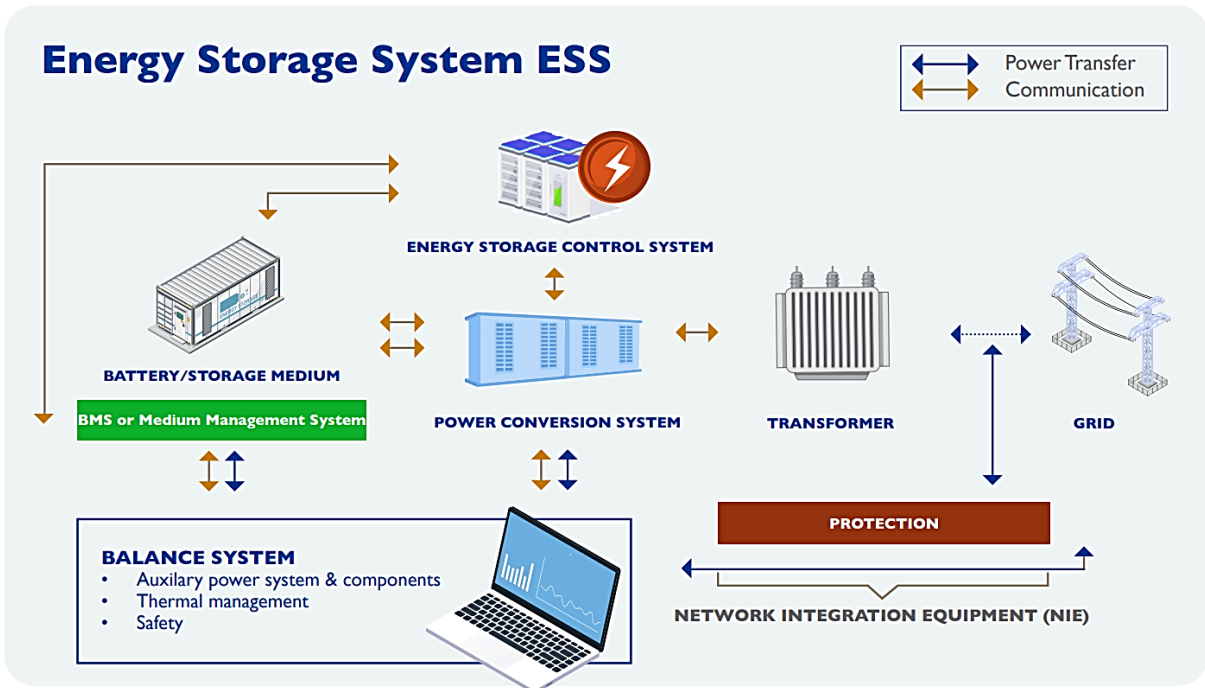 Energy Storage System ESS
Power Transfer
Communication
ENERGY STORAGE CONTROL SYSTEM
ENERGY STORAGE
BATTERY/STORAGE MEDIUM
BMS or Medium Management System
POWER CONVERSION SYSTEM
TRANSFORMER
GRID
BALANCE SYSTEM
• Auxilary power system & components
• Thermal management
• Safety
PROTECTION
NETWORK INTEGRATION EQUIPMENT (NIE)